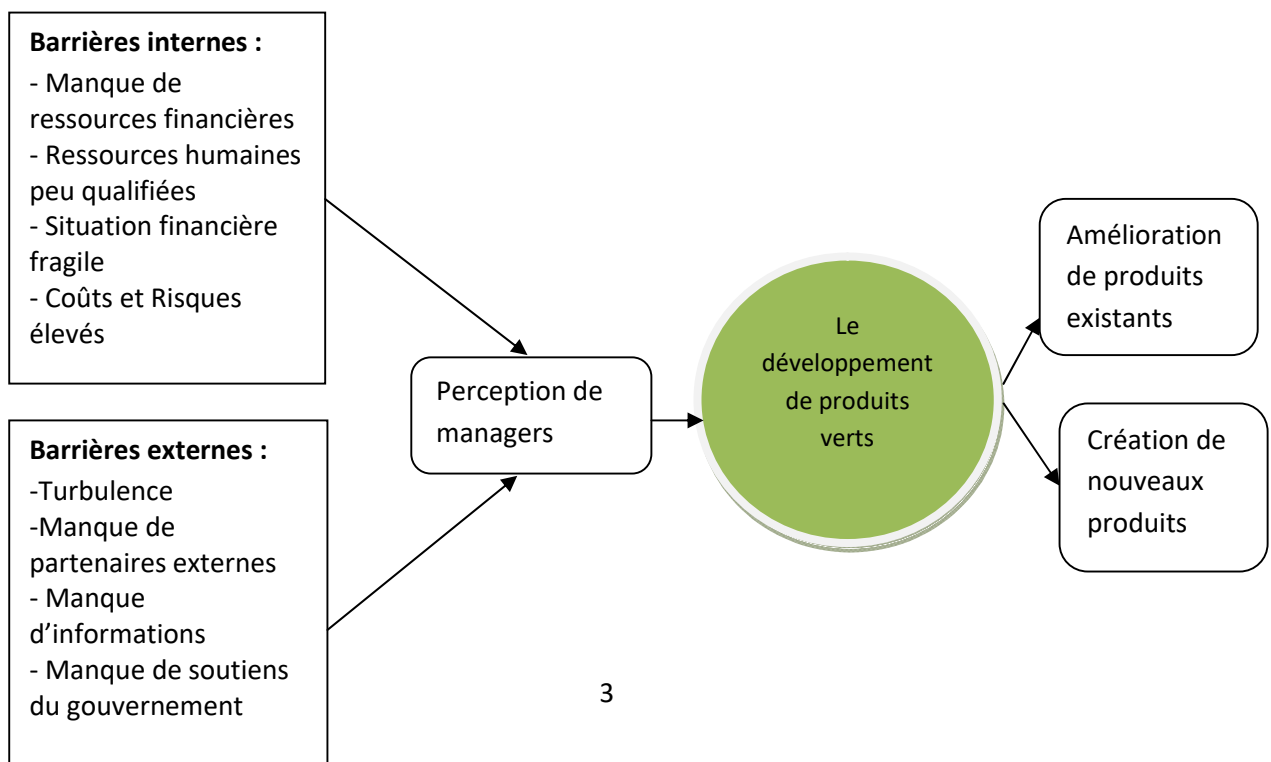 Barrières internes :
- Manque de
ressources financières
- Ressources humaines
peu qualifiées
- Situation financière
fragile
- Coûts et Risques
élevés
Barrières externes :
-Turbulence
-Manque de
partenaires externes
- Manque
d’informations
- Manque de soutiens
du gouvernement
Perception de
managers
Le
développement
de produits
verts
Amélioration
de produits
existants
Création de
nouveaux
produits
3